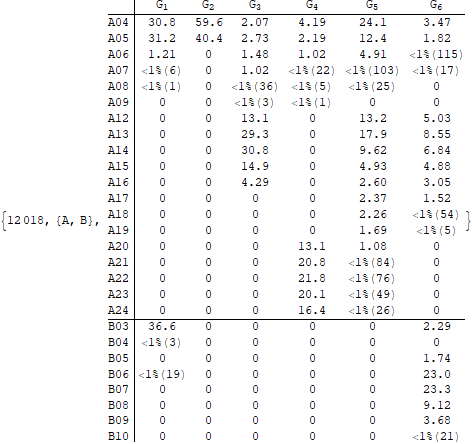 G1 G2 G3 G4 G5 G6
A04 30.8 59.6 2.07 4.19 24.1 3.47
A05 31.2 40.4 2.73 2.19 12.4 1.82
A06 1.21 0 1.48 1.02 4.91 <1%(115)
A07 <1%(6) 0 1.02 <1%(22) <1%(103) <1%(17)
A08 <1%(1) 0 <1%(36) <1%(5) <1%(25) 0
A09 0 0 <1%(3) <1%(1) 0 0
A12 0 0 13.1 0 13.2 5.03
A13 0 0 29.3 0 17.9 8.55
A14 0 0 30.8 0 9.62 6.84
A15 0 0 14.9 0 4.93 4.88
A16 0 0 4.29 0 2.60 3.05
A17 0 0 0 0 2.37 1.52
{12018, {A, B}, A18 0 0 0 0 2.26 <1%(54) }
A19 0 0 0 0 1.69 <1%(5)
A20 0 0 0 13.1 1.08 0
A21 0 0 0 20.8 <1%(84) 0
A22 0 0 0 21.8 <1%(76) 0
A23 0 0 0 20.1 <1%(49) 0
A24 0 0 0 16.4 <1%(26) 0
B03 36.6 0 0 0 0 2.29
B04 <1%(3) 0 0 0 0 0
B05 0 0 0 0 0 1.74
B06 <1%(19) 0 0 0 0 23.0
B07 0 0 0 0 0 23.3
B08 0 0 0 0 0 9.12
B09 0 0 0 0 0 3.68
B10 0 0 0 0 0 <1%(21)